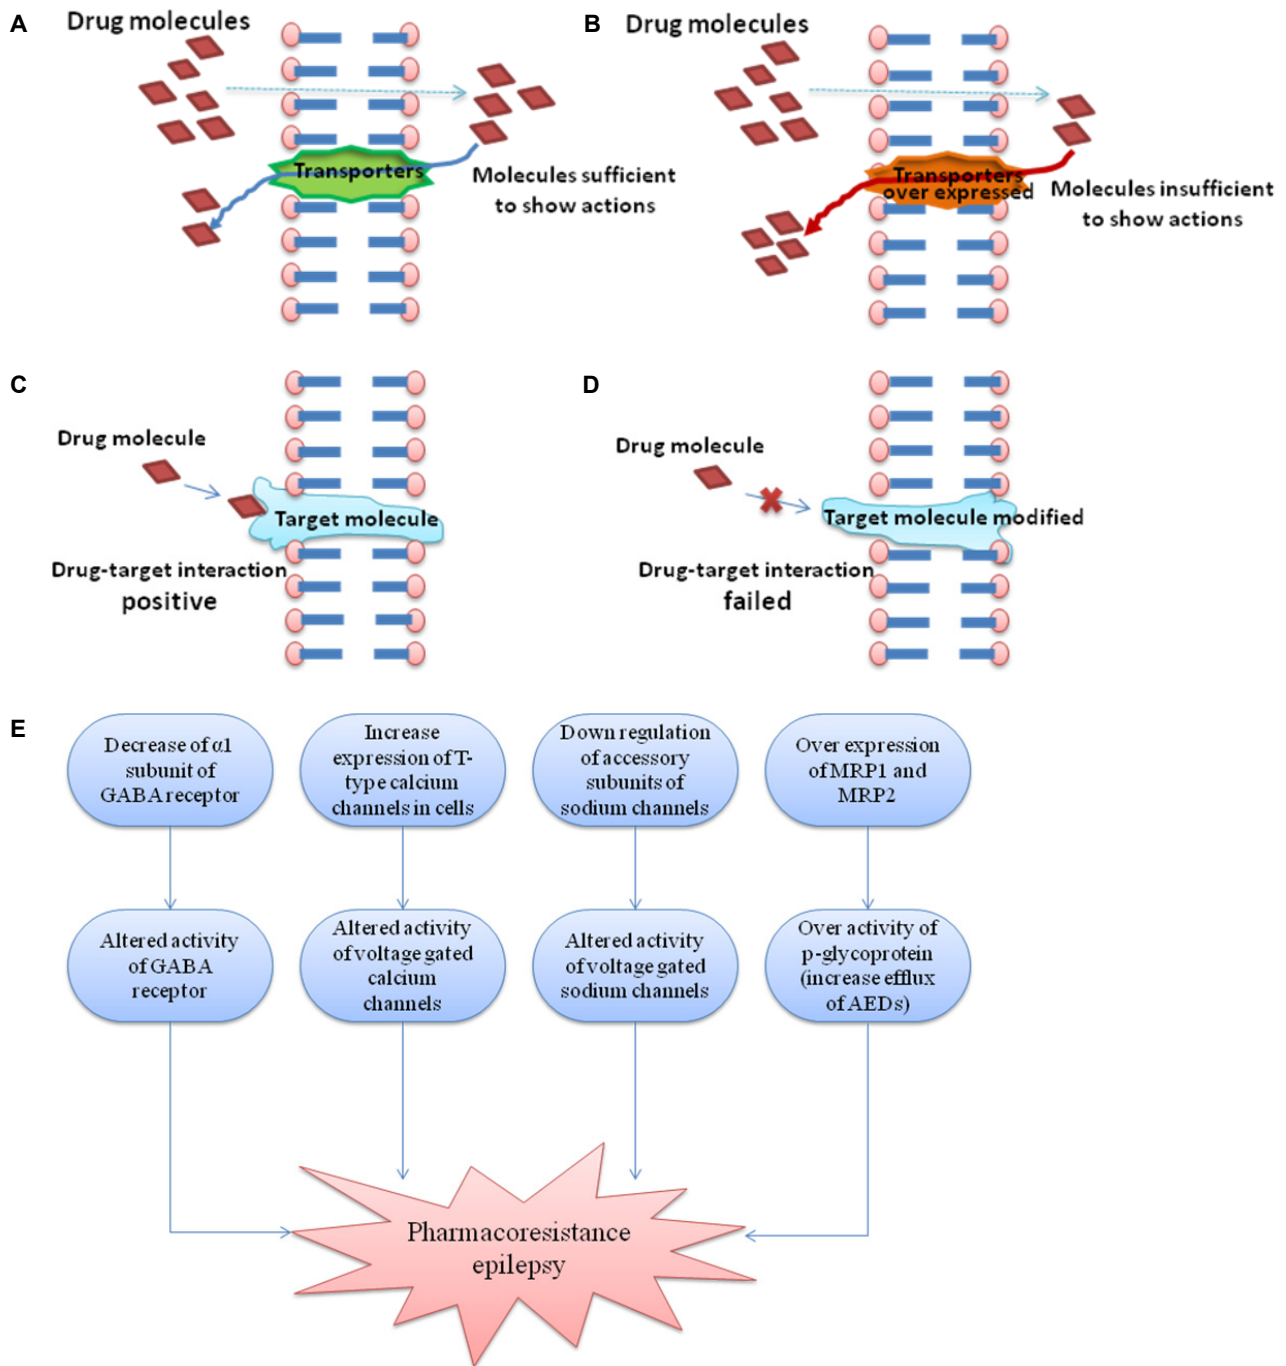 A
Drug molecules
Transporters
Molecules sufficient
to show actions
B
Drug molecules
Transporters
over expressed
Molecules insufficient
to show actions
C
Drug molecule
Target molecule
Drug-target interaction
positive
D
Drug molecule
Target molecule modified
Drug-target interaction
failed
E
Decrease of α1
subunit of
GABA receptor
Increase
expression of T-
type calcium
channels in cells
Down regulation
of accessory
subunits of
sodium channels
Over expression
of MRP1 and
MRP2
Altered activity
of GABA
receptor
Altered activity
of voltage gated
calcium
channels
Altered activity
of voltage gated
sodium channels
Over activity of
p-glycoprotein
(increase efflux
of AEDs)
Pharmacoresistance
epilepsy